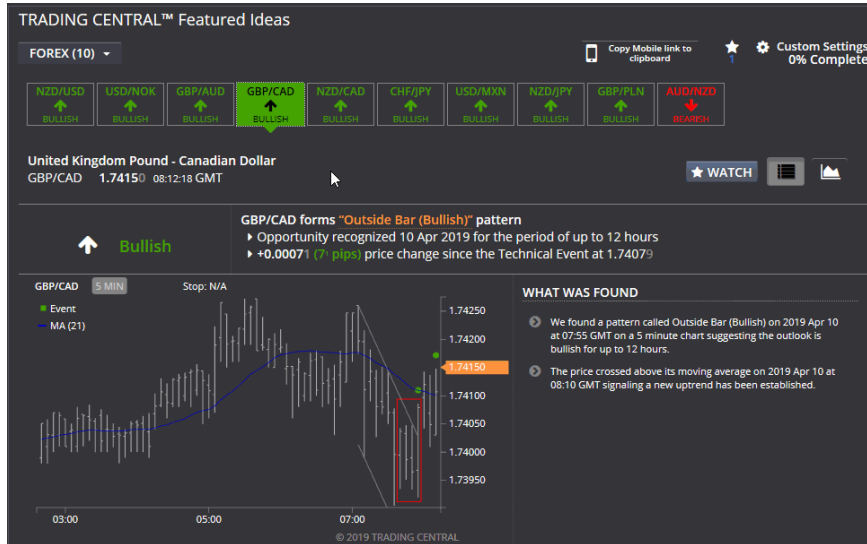 TRADING CENTRAL™ Featured Ideas
FOREX (10)
Copy Mobile link to
clipboard
1
Custom Settings
0% Complete
NZD/USD USD/NOK GBP/AUD GBP/CAD NZD/CAD CHF/JPY USD/MXN NZD/JPY GBP/PLN AUD/NZD
BULLISH BULLISH BULLISH BULLISH BULLISH BULLISH BULLISH BULLISH BULLISH BEARISH
United Kingdom Pound - Canadian Dollar
GBP/CAD 1.74150 08:12:18 GMT
WATCH
Bullish
GBP/CAD forms "Outside Bar (Bullish)" pattern
Opportunity recognized 10 Apr 2019 for the period of up to 12 hours
+0.00071 (7¹ pips) price change since the Technical Event at 1.74079
GBP/CAD 5 MIN Stop: N/A
Event
MA (21)
1.74250
1.74200
1.74150
1.74100
1.74050
1.74000
1.73950
03:00 05:00 07:00
© 2019 TRADING CENTRAL
WHAT WAS FOUND
We found a pattern called Outside Bar (Bullish) on 2019 Apr 10
at 07:55 GMT on a 5 minute chart suggesting the outlook is
bullish for up to 12 hours.
The price crossed above its moving average on 2019 Apr 10 at
08:10 GMT signaling a new uptrend has been established.